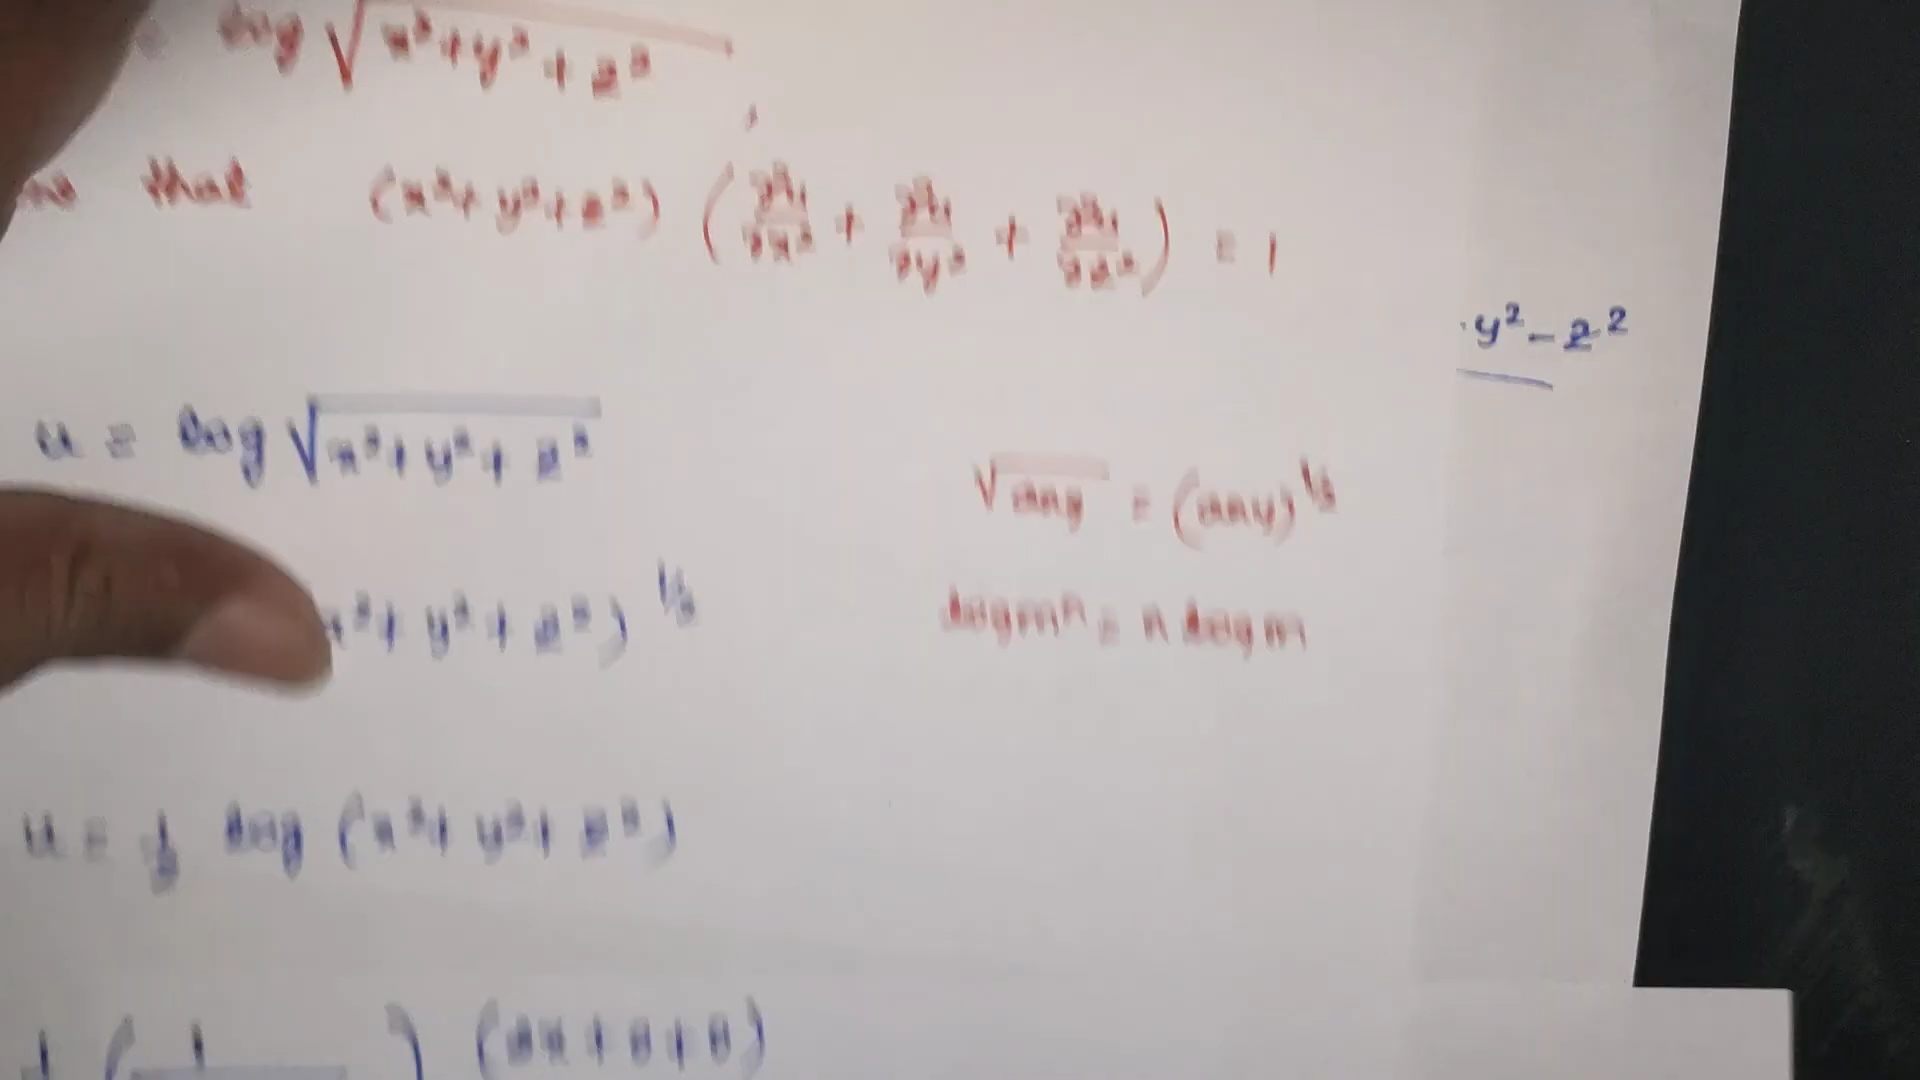 log √x²+y²+z² ,
that (x²+y²+z²) (∂²u/∂x² + ∂²u/∂y² + ∂²u/∂z²) = 1
y² - z²
u = log √x²+y²+z²
√any = (any)^1/2
x²+y²+z²)^1/2
log mⁿ = n log m
u = 1/2 log (x²+y²+z²)
(2x+0+0)